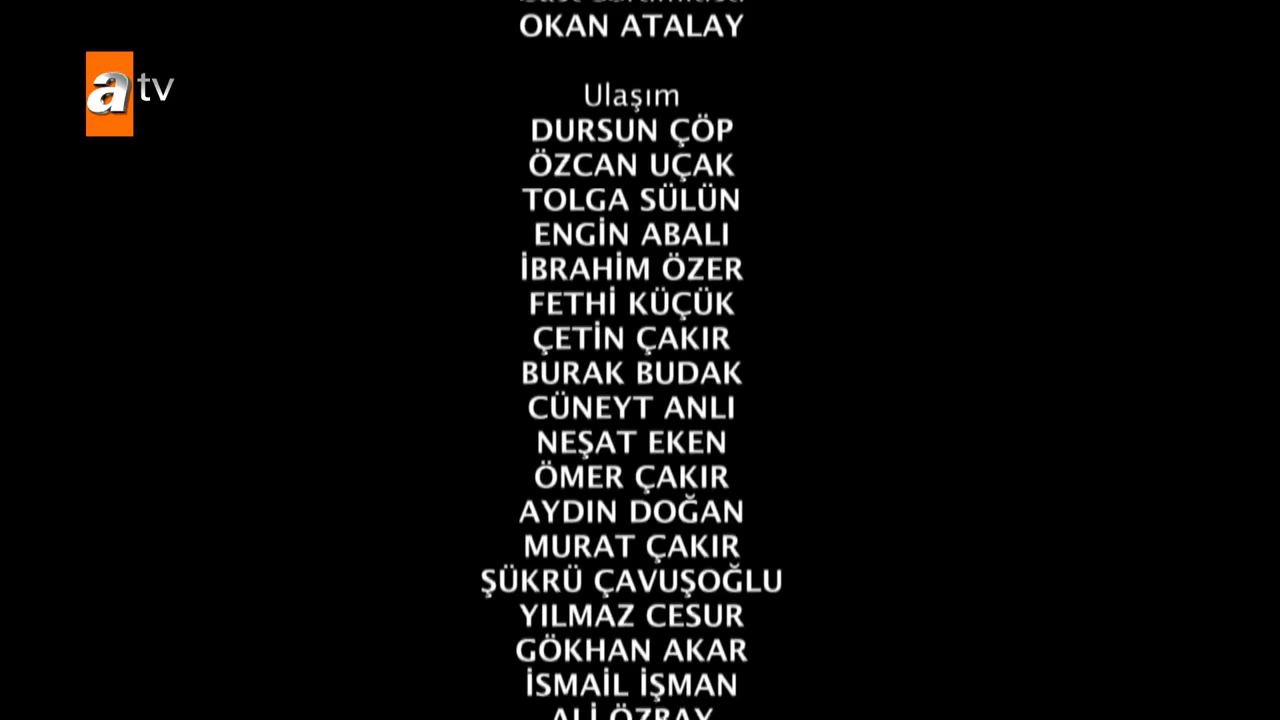 OKAN ATALAY
atv
Ulaşım
DURSUN ÇÖP
ÖZCAN UÇAK
TOLGA SÜLÜN
ENGİN ABALI
İBRAHİM ÖZER
FETHİ KÜÇÜK
ÇETİN ÇAKIR
BURAK BUDAK
CÜNEYT ANLI
NEŞAT EKEN
ÖMER ÇAKIR
AYDIN DOĞAN
MURAT ÇAKIR
ŞÜKRÜ ÇAVUŞOĞLU
YILMAZ CESUR
GÖKHAN AKAR
İSMAİL İŞMAN
ALİ ÖZBAY